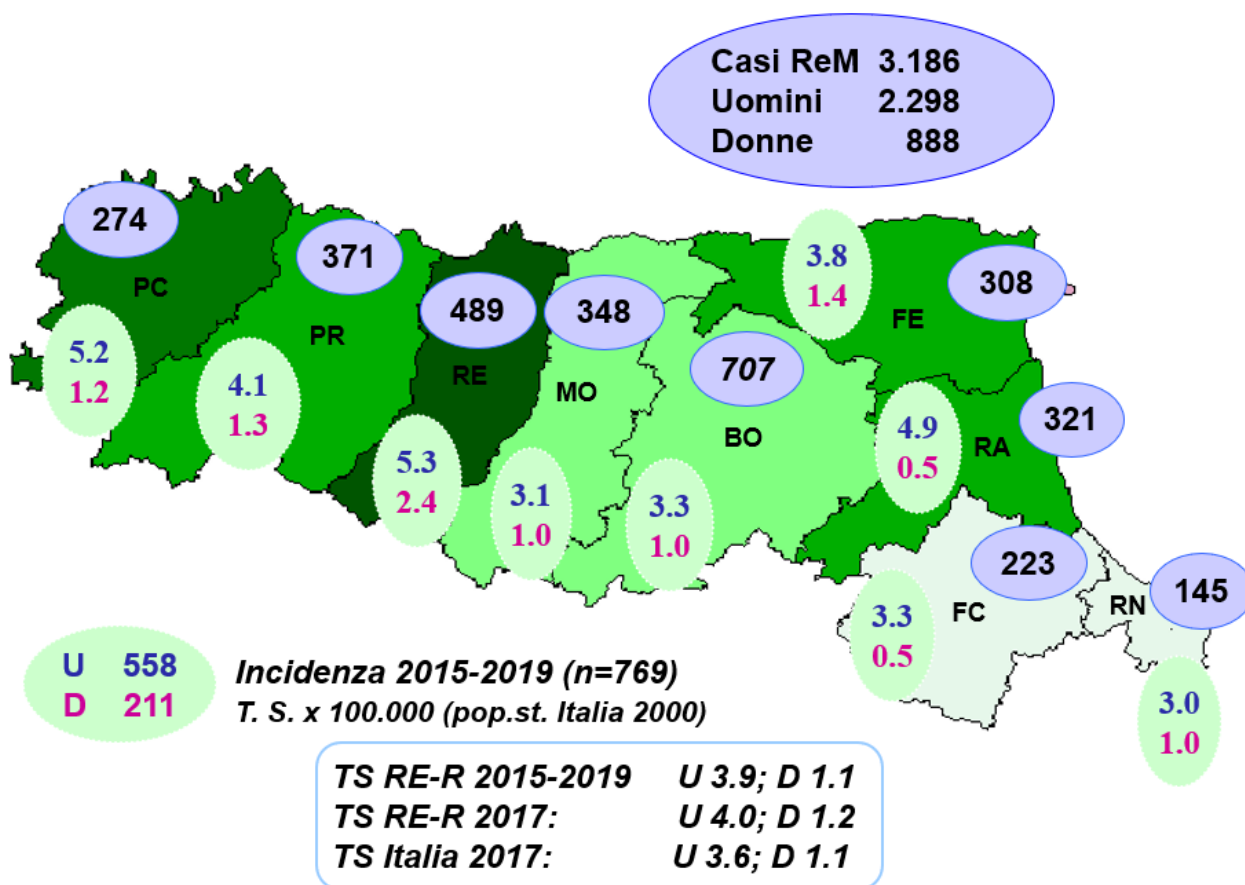 Casi ReM 3.186
Uomini 2.298
Donne 888
274
PC
5.2
1.2
371
PR
4.1
1.3
489
RE
5.3
2.4
348
MO
3.1
1.0
707
BO
3.3
1.0
3.8
1.4
308
FE
4.9
0.5
321
RA
223
FC
3.3
0.5
145
RN
3.0
1.0
U 558
D 211
Incidenza 2015-2019 (n=769)
T. S. x 100.000 (pop.st. Italia 2000)
TS RE-R 2015-2019 U 3.9; D 1.1
TS RE-R 2017: U 4.0; D 1.2
TS Italia 2017: U 3.6; D 1.1